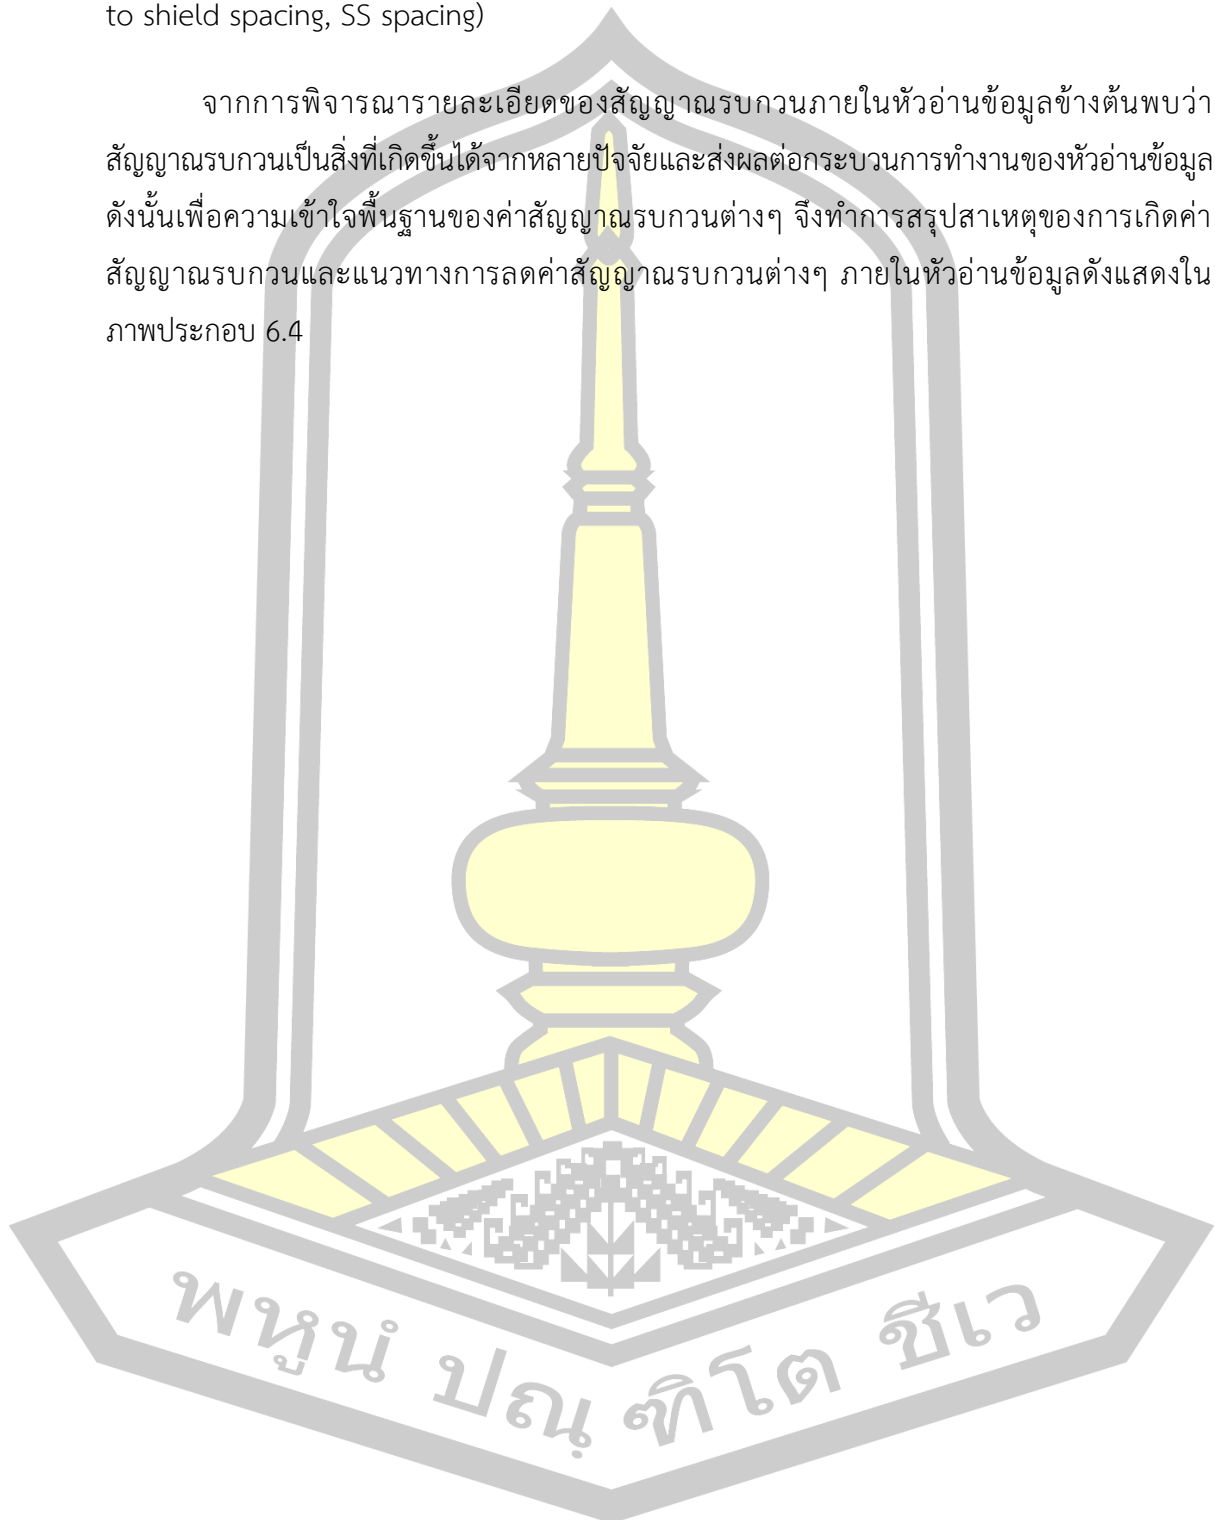 to shield spacing, SS spacing)
จากการพิจารณารายละเอียดของสัญญาณรบกวนภายในหัวอ่านข้อมูลข้างต้นพบว่า
สัญญาณรบกวนเป็นสิ่งที่เกิดขึ้นได้จากหลายปัจจัยและส่งผลต่อกระบวนการทำงานของหัวอ่านข้อมูล
ดังนั้นเพื่อความเข้าใจพื้นฐานของค่าสัญญาณรบกวนต่างๆ จึงทำการสรุปสาเหตุของการเกิดค่า
สัญญาณรบกวนและแนวทางการลดค่าสัญญาณรบกวนต่างๆ ภายในหัวอ่านข้อมูลดังแสดงใน
ภาพประกอบ 6.4
พหูนํ ปณฺฑิโต ชีเว